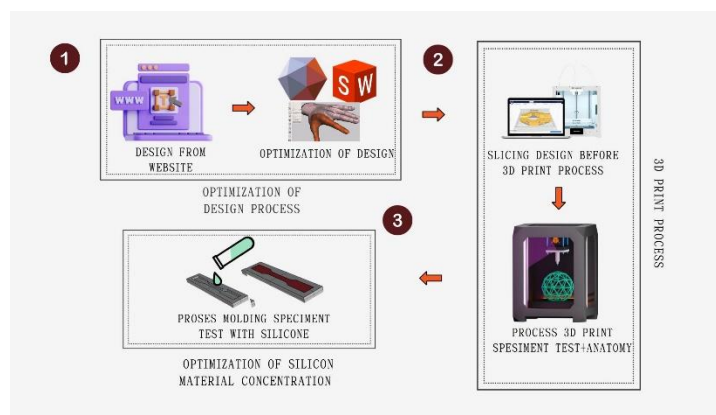 1
WWW
DESIGN FROM
WEBSITE
SW
OPTIMIZATION OF DESIGN
OPTIMIZATION OF
DESIGN PROCESS
2
SLICING DESIGN BEFORE
3D PRINT PROCESS
PROCESS 3D PRINT
SPESIMENT TEST+ANATOMY
3D PRINT PROCESS
3
PROSES MOLDING SPECIMENT
TEST WITH SILICONE
OPTIMIZATION OF SILICON
MATERIAL CONCENTRATION